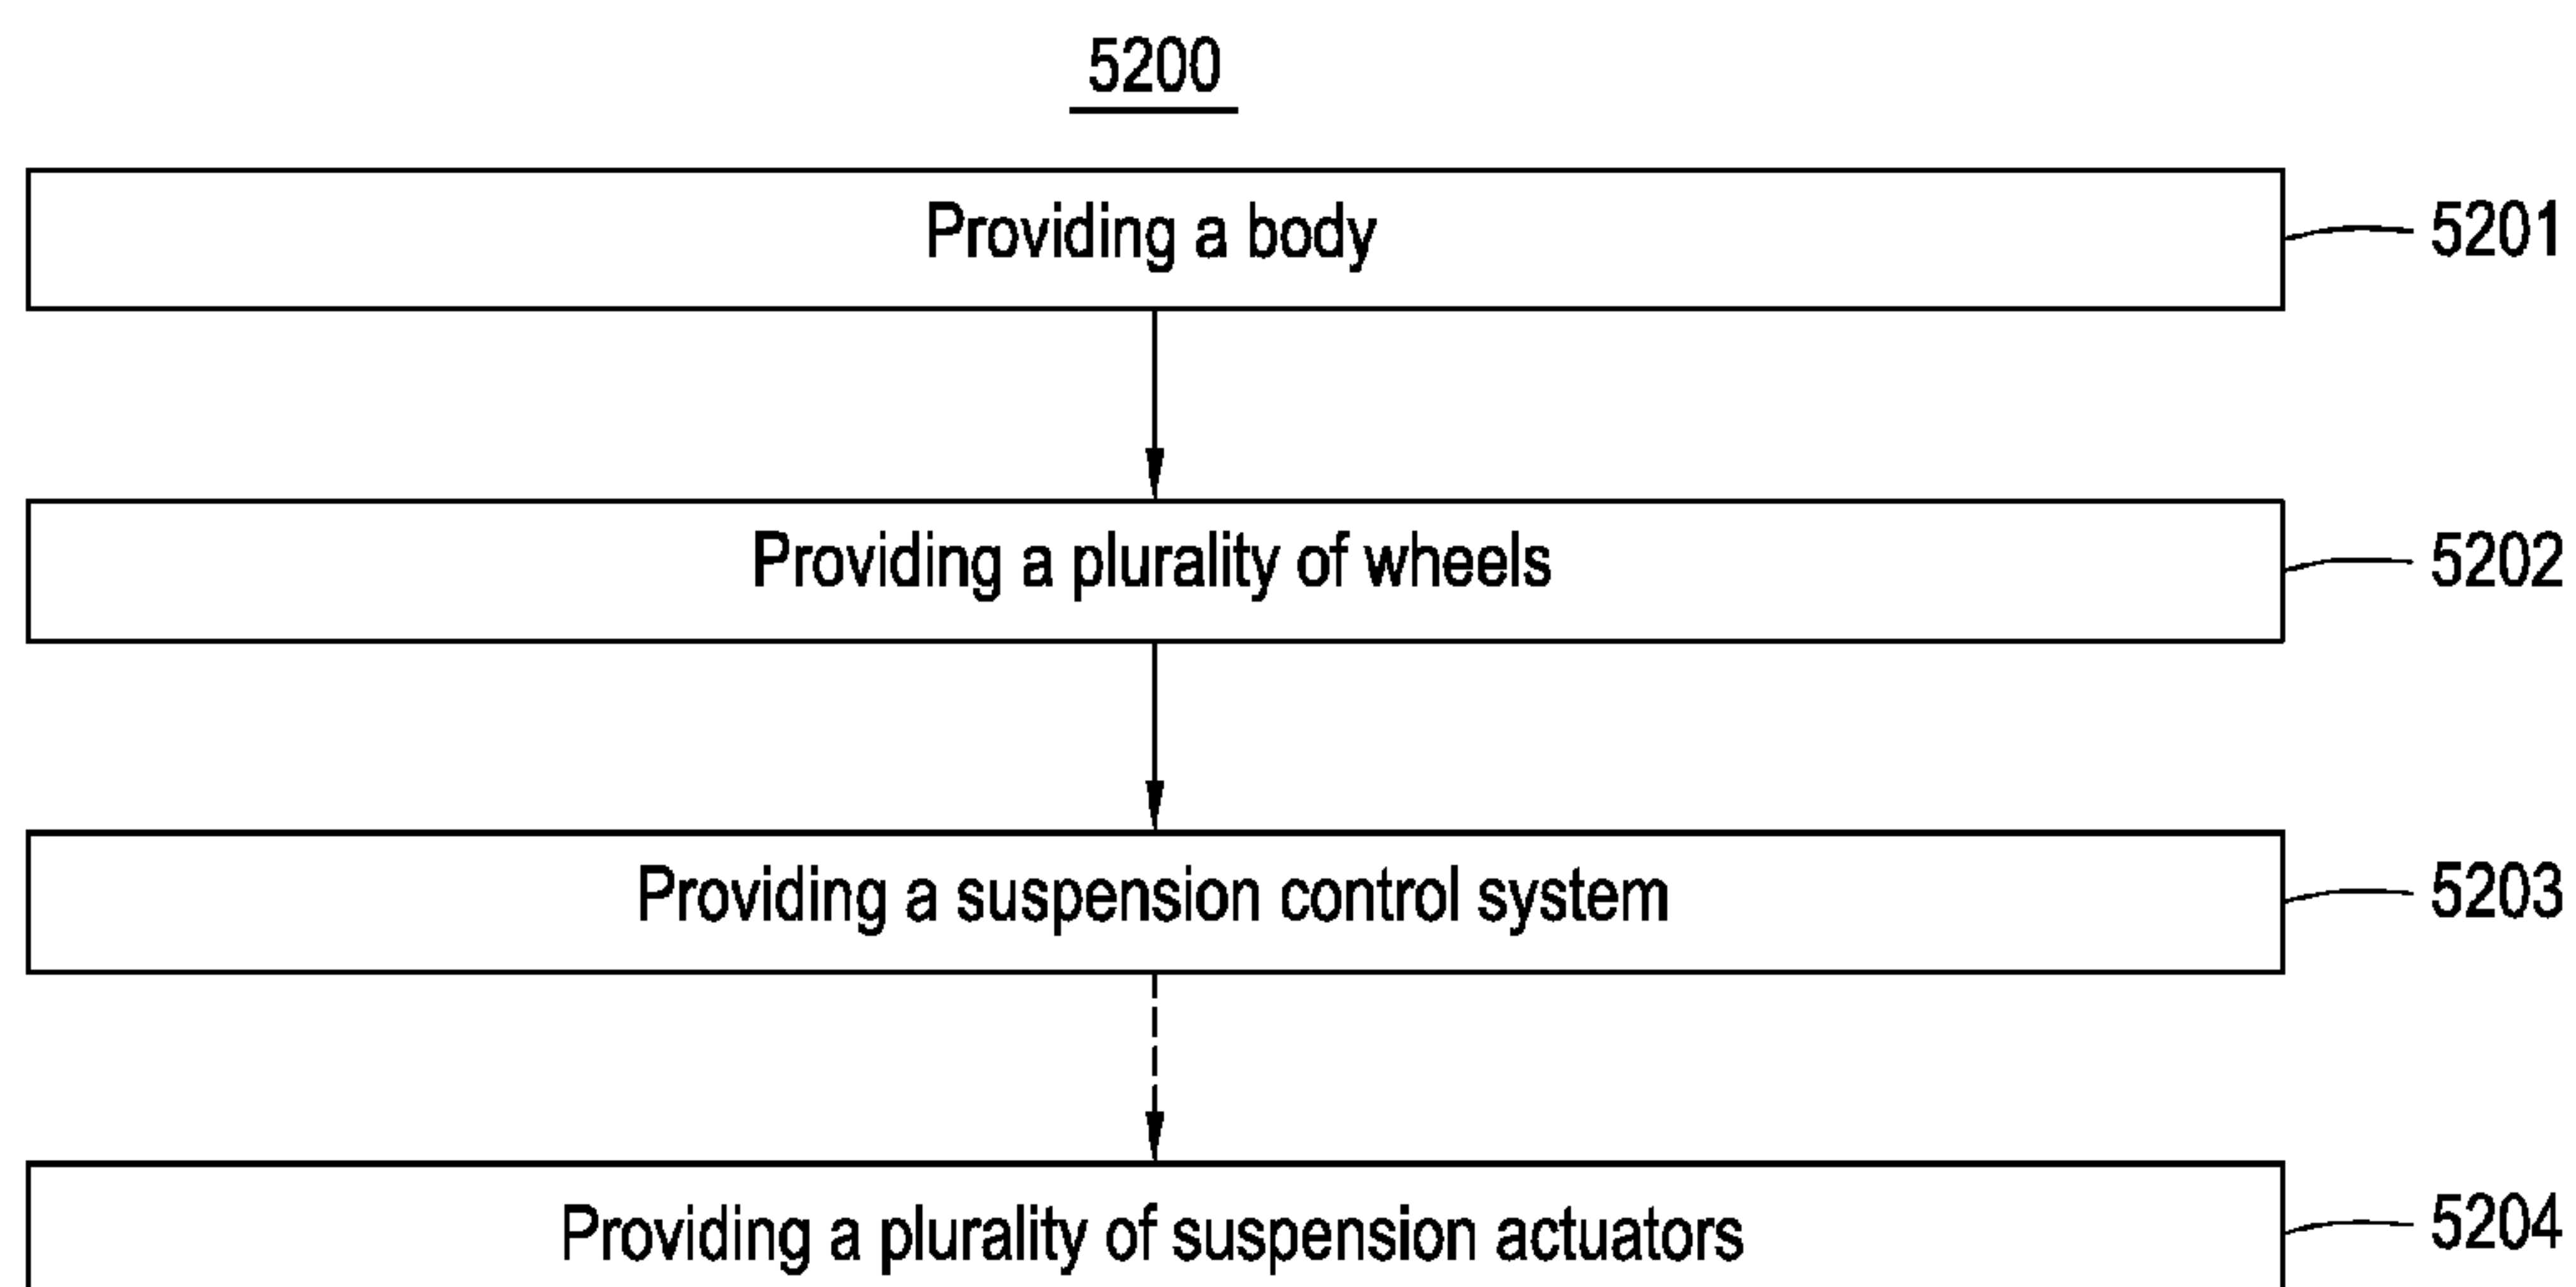 5200
Providing a body
5201
Providing a plurality of wheels
5202
Providing a suspension control system
5203
Providing a plurality of suspension actuators
5204